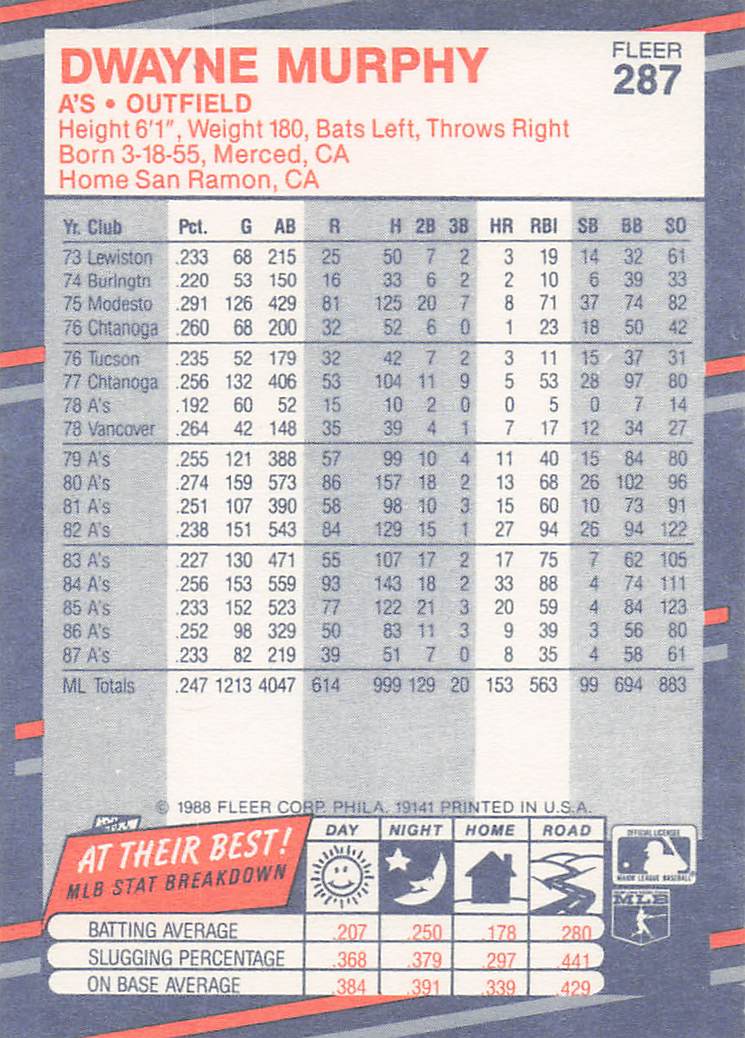 DWAYNE MURPHY
FLEER
287
A'S • OUTFIELD
Height 6'1", Weight 180, Bats Left, Throws Right
Born 3-18-55, Merced, CA
Home San Ramon, CA
Yr. Club Pct. G AB R H 2B 3B HR RBI SB BB SO
73 Lewiston .233 68 215 25 50 7 2 3 19 14 32 61
74 Burlngtn .220 53 150 16 33 6 2 2 10 6 39 33
75 Modesto .291 126 429 81 125 20 7 8 71 37 74 82
76 Chtanoga .260 68 200 32 52 6 0 1 23 18 50 42
76 Tucson .235 52 179 32 42 7 2 3 11 15 37 31
77 Chtanoga .256 132 406 53 104 11 9 5 53 28 97 80
78 A's .192 60 52 15 10 2 0 0 5 0 7 14
78 Vancover .264 42 148 35 39 4 1 7 17 12 34 27
79 A's .255 121 388 57 99 10 4 11 40 15 84 80
80 A's .274 159 573 86 157 18 2 13 68 26 102 96
81 A's .251 107 390 58 98 10 3 15 60 10 73 91
82 A's .238 151 543 84 129 15 1 27 94 26 94 122
83 A's .227 130 471 55 107 17 2 17 75 7 62 105
84 A's .256 153 559 93 143 18 2 33 88 4 74 111
85 A's .233 152 523 77 122 21 3 20 59 4 84 123
86 A's .252 98 329 50 83 11 3 9 39 3 56 80
87 A's .233 82 219 39 51 7 0 8 35 4 58 61
ML Totals .247 1213 4047 614 999 129 20 153 563 99 694 883
© 1988 FLEER CORP. PHILA. 19141 PRINTED IN U.S.A.
AT THEIR BEST!
MLB STAT BREAKDOWN
DAY NIGHT HOME ROAD
OFFICIAL LICENSEE
MAJOR LEAGUE BASEBALL
MLB
BATTING AVERAGE .207 .250 .178 .280
SLUGGING PERCENTAGE .368 .379 .297 .441
ON BASE AVERAGE .384 .391 .339 .429